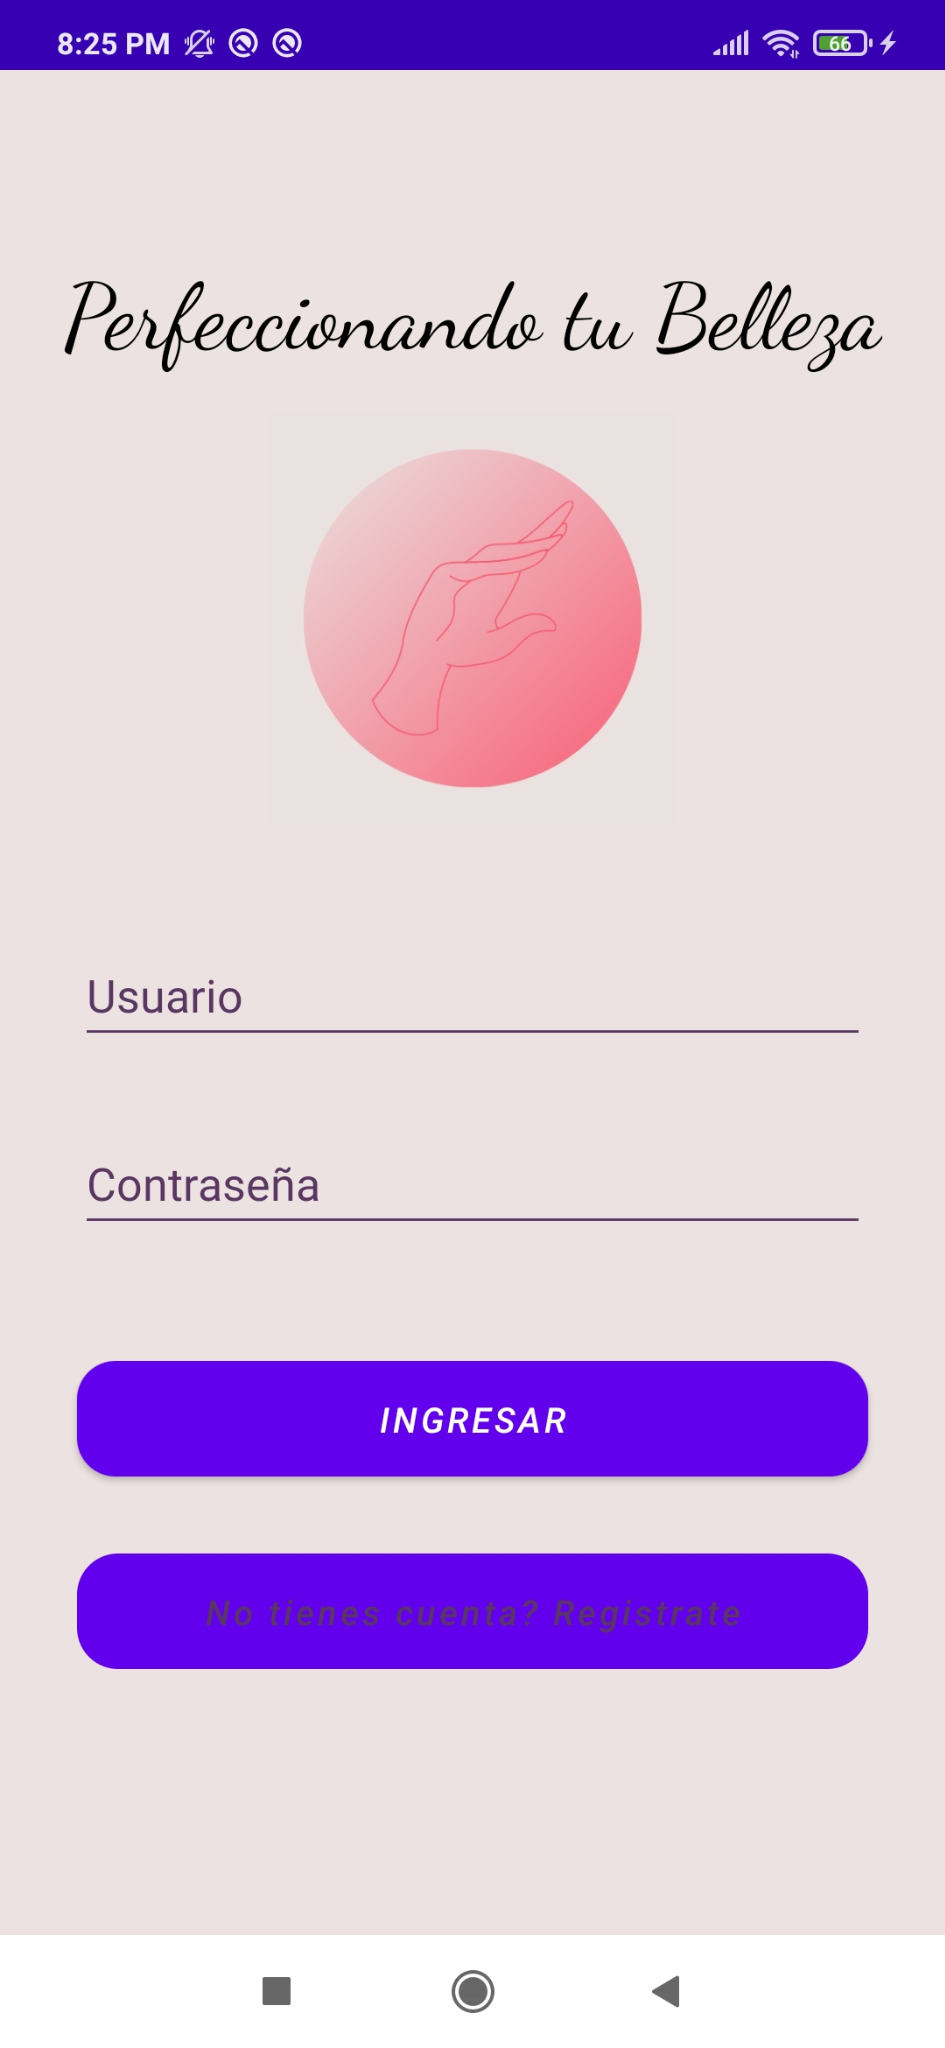 8:25 PM
66
Perfeccionando tu Belleza
Usuario
Contraseña
INGRESAR
No tienes cuenta? Registrate